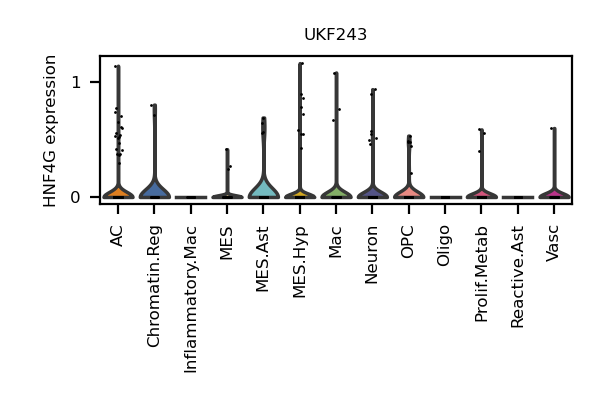 UKF243
HNF4G expression
1
0
AC
Chromatin.Reg
Inflammatory.Mac
MES
MES.Ast
MES.Hyp
Mac
Neuron
OPC
Oligo
Prolif.Metab
Reactive.Ast
Vasc